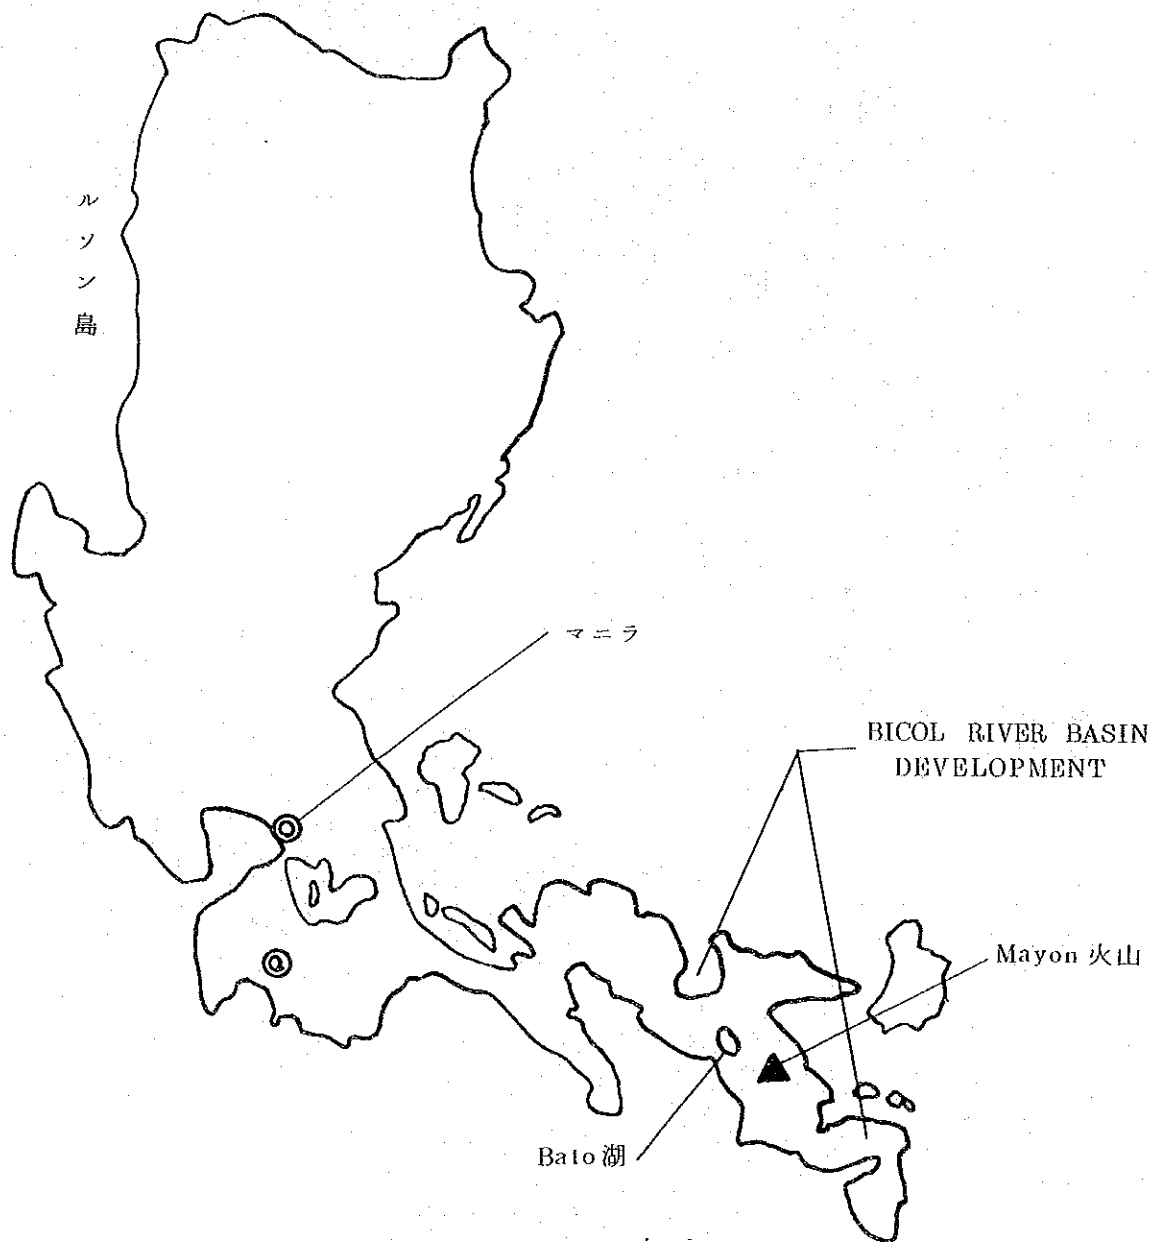 ルソン島
マニラ
BICOL RIVER BASIN
DEVELOPMENT
Mayon 火山
Bato 湖